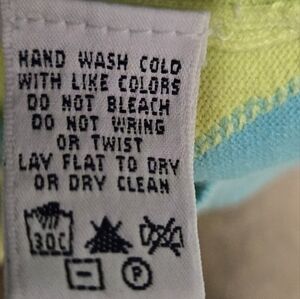 HAND WASH COLD
WITH LIKE COLORS
DO NOT BLEACH
DO NOT WRING
OR TWIST
LAY FLAT TO DRY
OR DRY CLEAN
30C
P